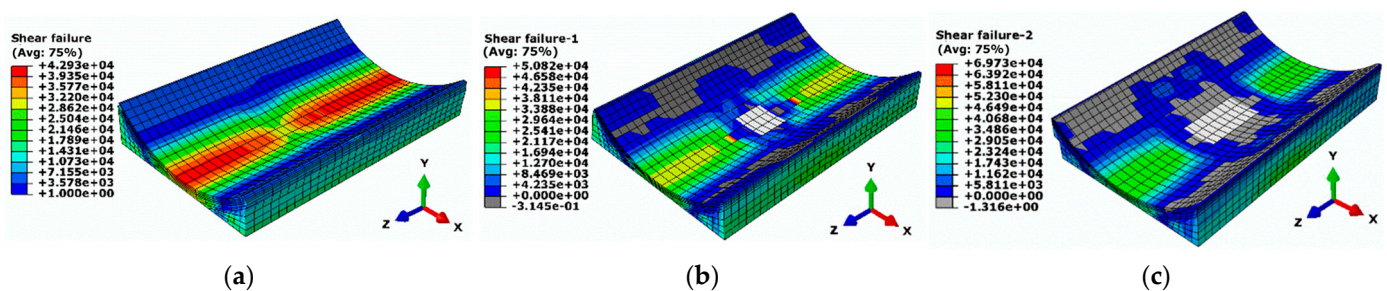 Shear failure
(Avg: 75%)
+4.293e+04
+3.935e+04
+3.577e+04
+3.220e+04
+2.862e+04
+2.504e+04
+2.146e+04
+1.789e+04
+1.431e+04
+1.073e+04
+7.155e+03
+3.578e+03
+1.000e+00
Y
Z
X
(a)
Shear failure-1
(Avg: 75%)
+5.082e+04
+4.658e+04
+4.235e+04
+3.811e+04
+3.388e+04
+2.964e+04
+2.541e+04
+2.117e+04
+1.694e+04
+1.270e+04
+8.469e+03
+4.235e+03
+0.000e+00
-3.145e-01
Y
Z
X
(b)
Shear failure-2
(Avg: 75%)
+6.973e+04
+6.392e+04
+5.811e+04
+5.230e+04
+4.649e+04
+4.068e+04
+3.486e+04
+2.905e+04
+2.324e+04
+1.743e+04
+1.162e+04
+5.811e+03
+0.000e+00
-1.316e+00
Y
Z
X
(c)